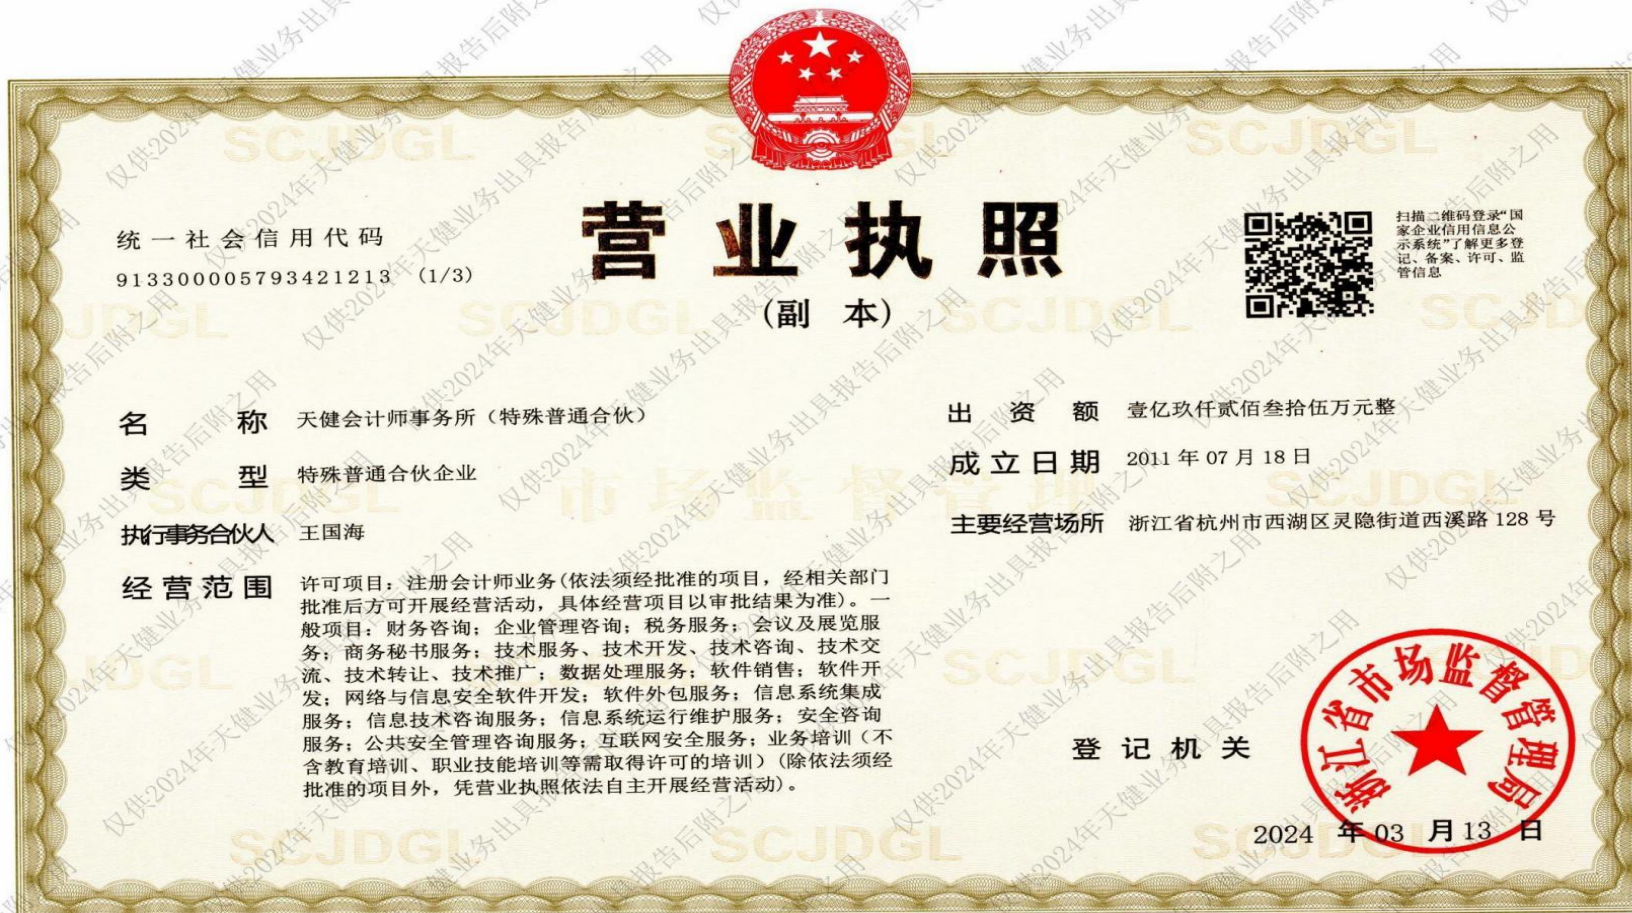 营业执照
(副 本)
统一社会信用代码
913300005793421213 (1/3)
扫描二维码登录“国
家企业信用信息公
示系统”了解更多登
记、备案、许可、监
管信息
名 称 天健会计师事务所（特殊普通合伙）
类 型 特殊普通合伙企业
执行事务合伙人 王国海
经营范围 许可项目：注册会计师业务(依法须经批准的项目，经相关部门
批准后方可开展经营活动，具体经营项目以审批结果为准)。一
般项目：财务咨询；企业管理咨询；税务服务；会议及展览服
务；商务秘书服务；技术服务、技术开发、技术咨询、技术交
流、技术转让、技术推广；数据处理服务；软件销售；软件开
发；网络与信息安全软件开发；软件外包服务；信息系统集成
服务；信息技术咨询服务；信息系统运行维护服务；安全咨询
服务；公共安全管理咨询服务；互联网安全服务；业务培训（不
含教育培训、职业技能培训等需取得许可的培训）(除依法须经
批准的项目外，凭营业执照依法自主开展经营活动)。
出 资 额 壹亿玖仟贰佰叁拾伍万元整
成立日期 2011 年 07 月 18 日
主要经营场所 浙江省杭州市西湖区灵隐街道西溪路 128 号
登记机关
浙江省市场监督管理局
2024 年 03 月 13 日
市场监督管理
SCJDGL
仅供2024年天健业务出具报告后附之用